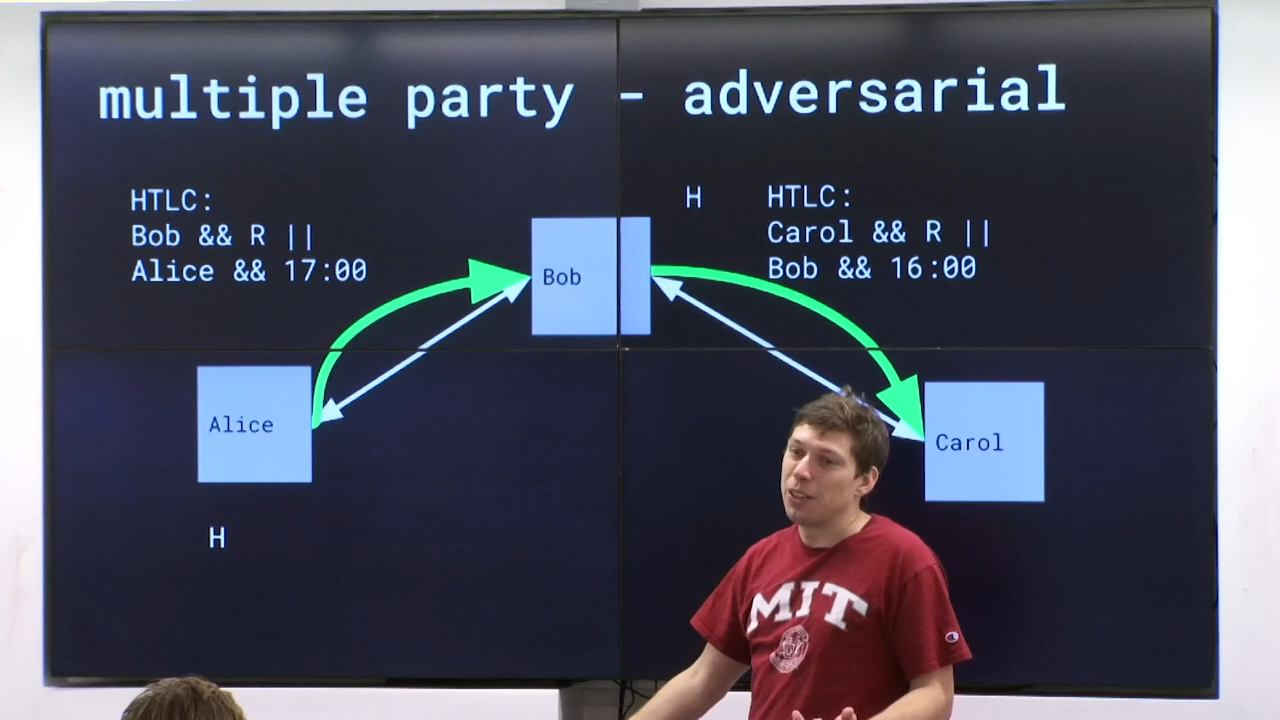 multiple party - adversarial
HTLC:
Bob && R ||
Alice && 17:00
H
HTLC:
Carol && R ||
Bob && 16:00
Bob
Alice
Carol
H
MIT